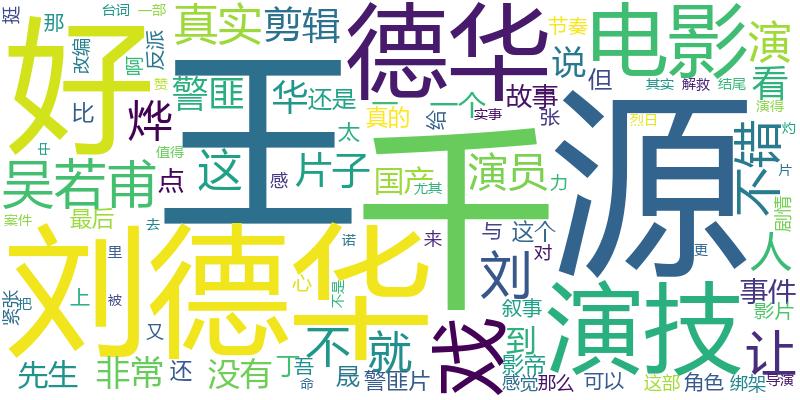 挺
那
台词
一部
真实
剪辑
德华
节奏
电影
演
好
王
改编
啊
反派
说
但
看
比
赞
警匪
华
还是
一
一个
故事
其实
解救
结尾
烨
真的
给
实事
张
演得
太
千
源
不错
烈日
灼
中
值得
吴若甫
点
这
片子
感
国产
尤其
演员
力
片
剧情
最后
案件
去
诺
来
与
这个
对
人
更
刘德华
里
心
刘
紧张
把
上
被
不是
叙事
事件
影片
又
戏
演技
不
就
到
让
先生
非常
还
没有
丁
吾
命
晟
警匪片
影帝
感觉
那么
可以
这部
角色
绑架
导演